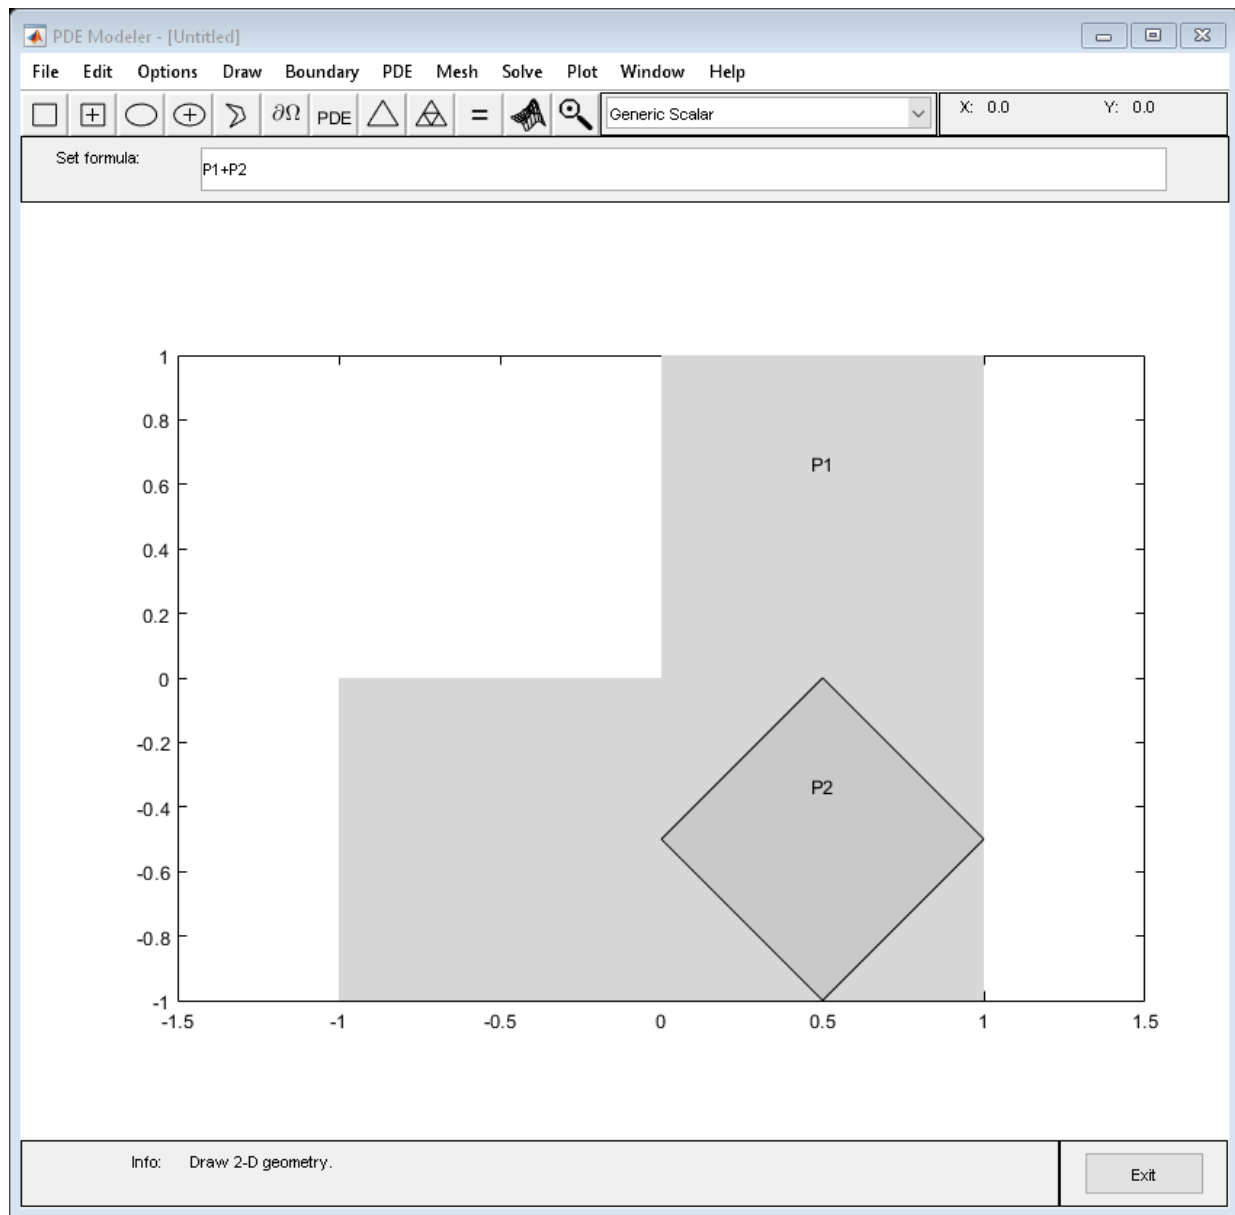 PDE Modeler - [Untitled]
File Edit Options Draw Boundary PDE Mesh Solve Plot Window Help
∂Ω PDE = Generic Scalar X: 0.0 Y: 0.0
Set formula: P1+P2
1
0.8
0.6
0.4
0.2
0
-0.2
-0.4
-0.6
-0.8
-1
P1
P2
-1.5 -1 -0.5 0 0.5 1 1.5
Info: Draw 2-D geometry.
Exit